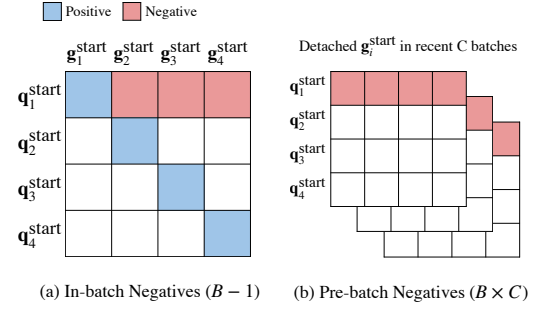 Positive Negative
g₁^start g₂^start g₃^start g₄^start
q₁^start
q₂^start
q₃^start
q₄^start
(a) In-batch Negatives (B − 1)
Detached gᵢ^start in recent C batches
q₁^start
q₂^start
q₃^start
q₄^start
(b) Pre-batch Negatives (B × C)